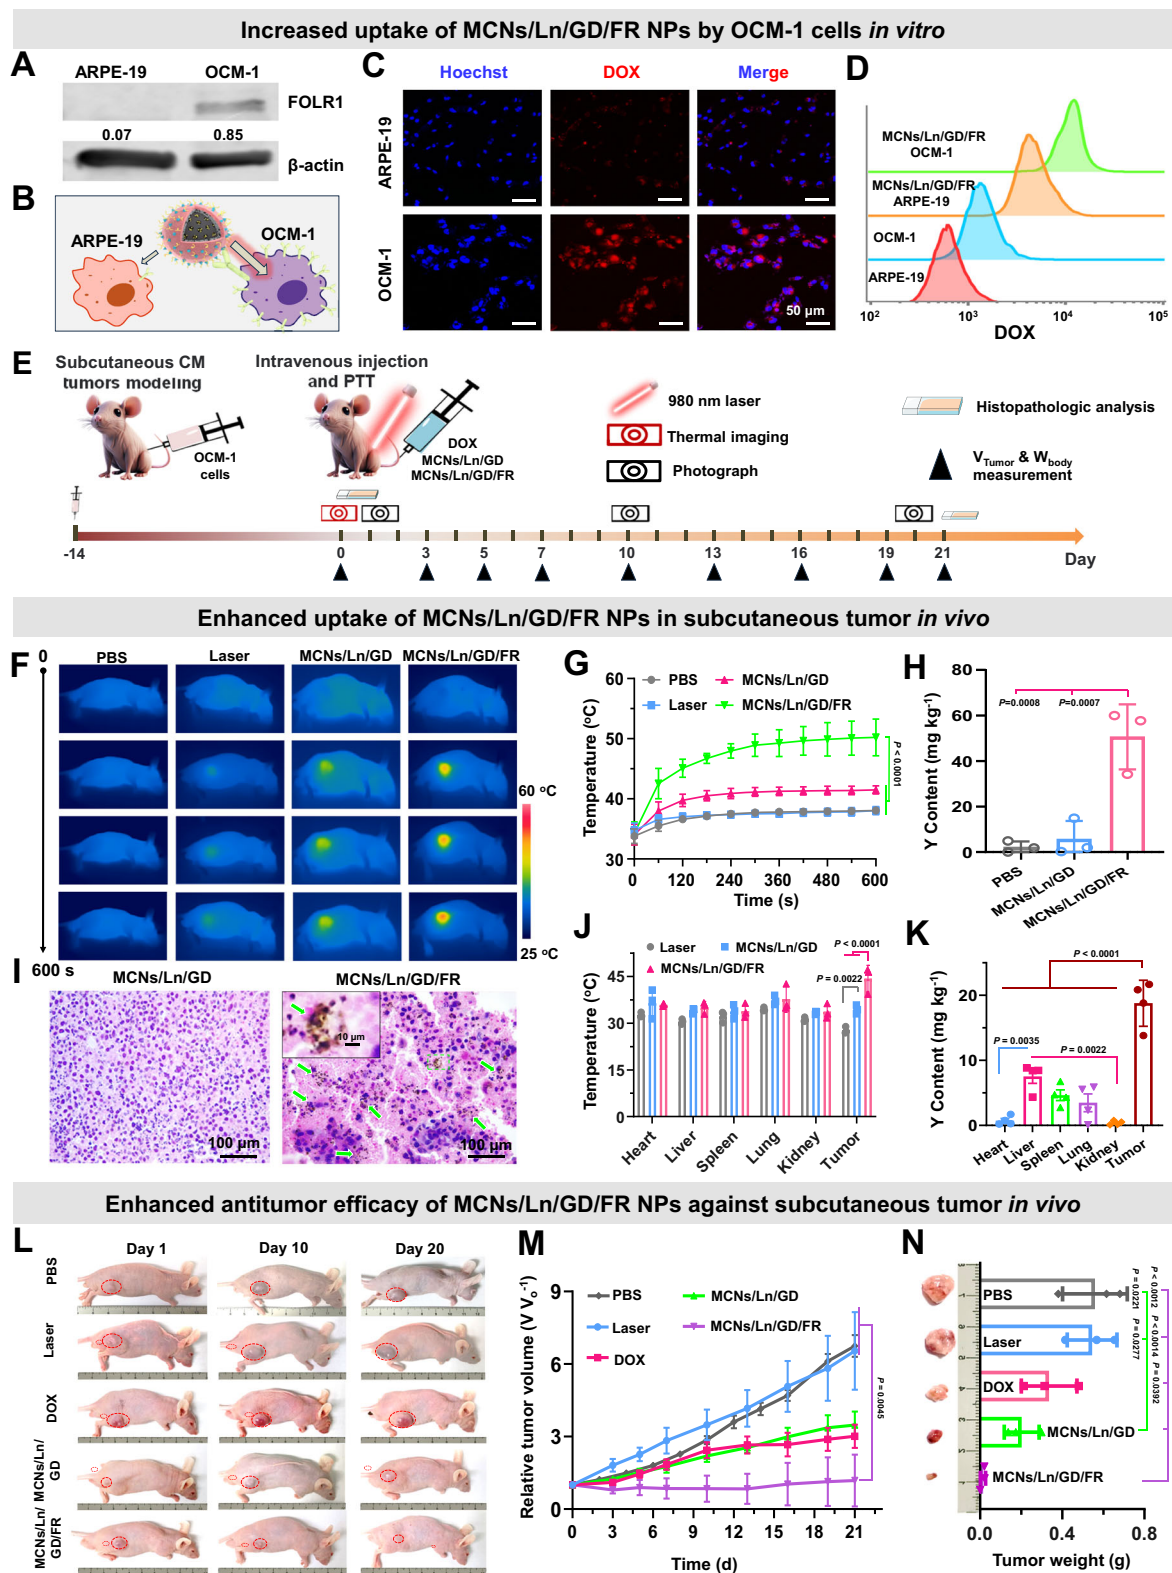 Increased uptake of MCNs/Ln/GD/FR NPs by OCM-1 cells in vitro
A
ARPE-19 OCM-1
FOLR1
0.07 0.85
β-actin
B
ARPE-19
OCM-1
C
Hoechst DOX Merge
ARPE-19
OCM-1
50 μm
D
MCNs/Ln/GD/FR
OCM-1
MCNs/Ln/GD/FR
ARPE-19
OCM-1
ARPE-19
10² 10³ 10⁴ 10⁵
DOX
E
Subcutaneous CM
tumors modeling
OCM-1
cells
Intravenous injection
and PTT
DOX
MCNs/Ln/GD
MCNs/Ln/GD/FR
980 nm laser
Thermal imaging
Photograph
Histopathologic analysis
V_Tumor & W_body
measurement
-14 0 3 5 7 10 13 16 19 21 Day
Enhanced uptake of MCNs/Ln/GD/FR NPs in subcutaneous tumor in vivo
F
0
600 s
PBS Laser MCNs/Ln/GD MCNs/Ln/GD/FR
60 °C
25 °C
G
PBS MCNs/Ln/GD
Laser MCNs/Ln/GD/FR
Temperature (°C)
60
50
40
30
0 120 240 360 480 600
Time (s)
P < 0.0001
H
Y Content (mg kg⁻¹)
80
60
40
20
0
P=0.0008 P=0.0007
PBS
MCNs/Ln/GD
MCNs/Ln/GD/FR
I
MCNs/Ln/GD MCNs/Ln/GD/FR
10 μm
100 μm 100 μm
J
Laser MCNs/Ln/GD
MCNs/Ln/GD/FR
P < 0.0001
P = 0.0022
Temperature (°C)
45
30
15
0
Heart Liver Spleen Lung Kidney Tumor
K
P < 0.0001
P = 0.0035
P = 0.0022
Y Content (mg kg⁻¹)
20
10
0
Heart Liver Spleen Lung Kidney Tumor
Enhanced antitumor efficacy of MCNs/Ln/GD/FR NPs against subcutaneous tumor in vivo
L
Day 1 Day 10 Day 20
PBS
Laser
DOX
MCNs/Ln/
GD
MCNs/Ln/
GD/FR
M
PBS MCNs/Ln/GD
Laser MCNs/Ln/GD/FR
DOX
Relative tumor volume (V V₀⁻¹)
9
6
3
0
0 3 6 9 12 15 18 21
Time (d)
P = 0.0045
N
PBS
Laser
DOX
MCNs/Ln/GD
MCNs/Ln/GD/FR
P = 0.0221
P < 0.0012
P = 0.0277
P < 0.0014
P = 0.0392
0.0 0.4 0.8
Tumor weight (g)